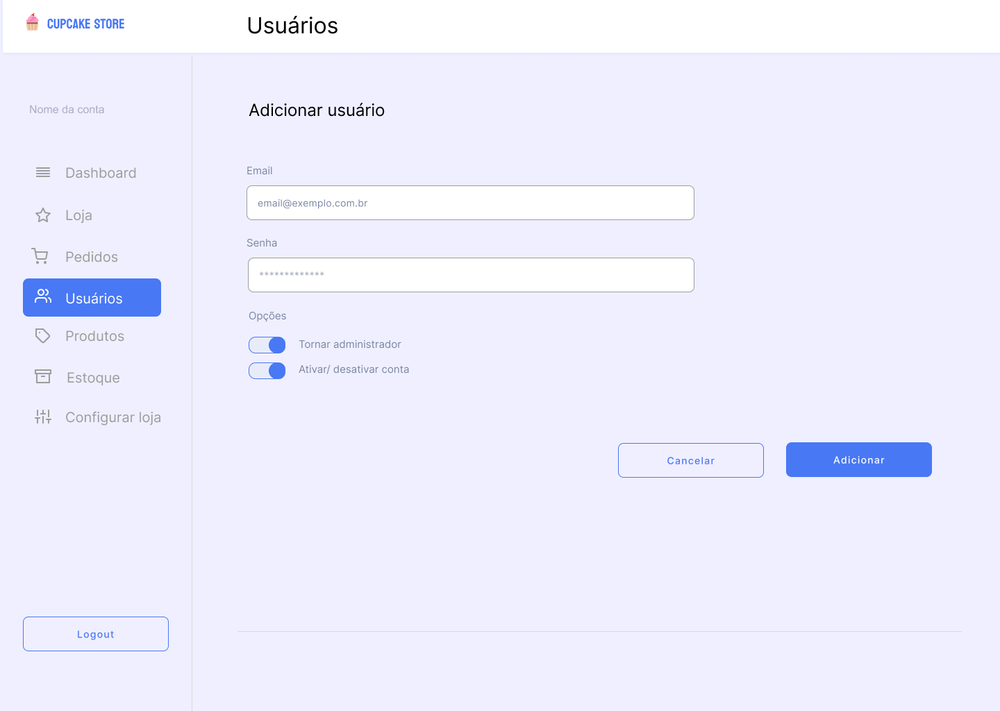 CUPCAKE STORE
Usuários
Nome da conta
Dashboard
Loja
Pedidos
Usuários
Produtos
Estoque
Configurar loja
Logout
Adicionar usuário
Email
email@exemplo.com.br
Senha
*************
Opções
Tornar administrador
Ativar/ desativar conta
Cancelar
Adicionar